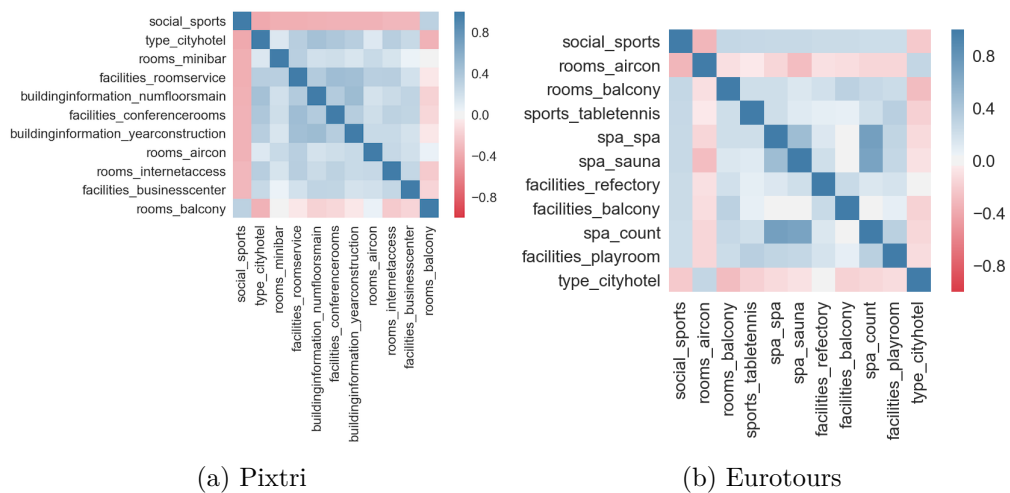 social_sports
type_cityhotel
rooms_minibar
facilities_roomservice
buildinginformation_numfloorsmain
facilities_conferencerooms
buildinginformation_yearconstruction
rooms_aircon
rooms_internetaccess
facilities_businesscenter
rooms_balcony
0.8
0.4
0.0
−0.4
−0.8
social_sports
type_cityhotel
rooms_minibar
facilities_roomservice
buildinginformation_numfloorsmain
facilities_conferencerooms
buildinginformation_yearconstruction
rooms_aircon
rooms_internetaccess
facilities_businesscenter
rooms_balcony
(a) Pixtri
social_sports
rooms_aircon
rooms_balcony
sports_tabletennis
spa_spa
spa_sauna
facilities_refectory
facilities_balcony
spa_count
facilities_playroom
type_cityhotel
0.8
0.4
0.0
−0.4
−0.8
social_sports
rooms_aircon
rooms_balcony
sports_tabletennis
spa_spa
spa_sauna
facilities_refectory
facilities_balcony
spa_count
facilities_playroom
type_cityhotel
(b) Eurotours